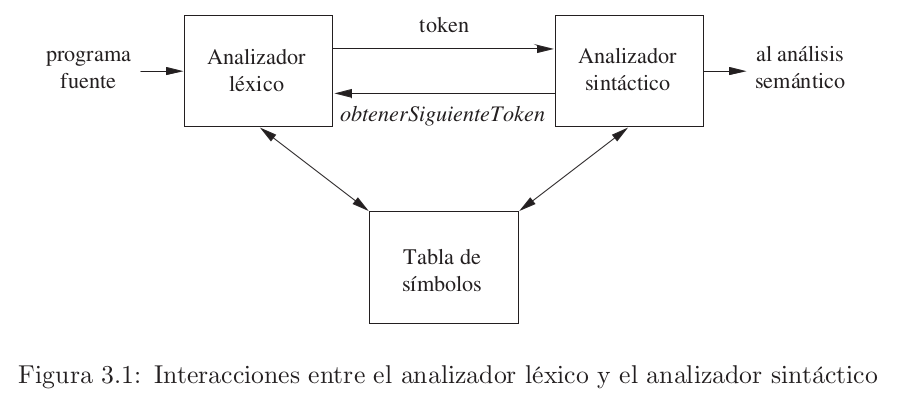 token
programa
fuente
Analizador
léxico
Analizador
sintáctico
al análisis
semántico
obtenerSiguienteToken
Tabla de
símbolos
Figura 3.1: Interacciones entre el analizador léxico y el analizador sintáctico